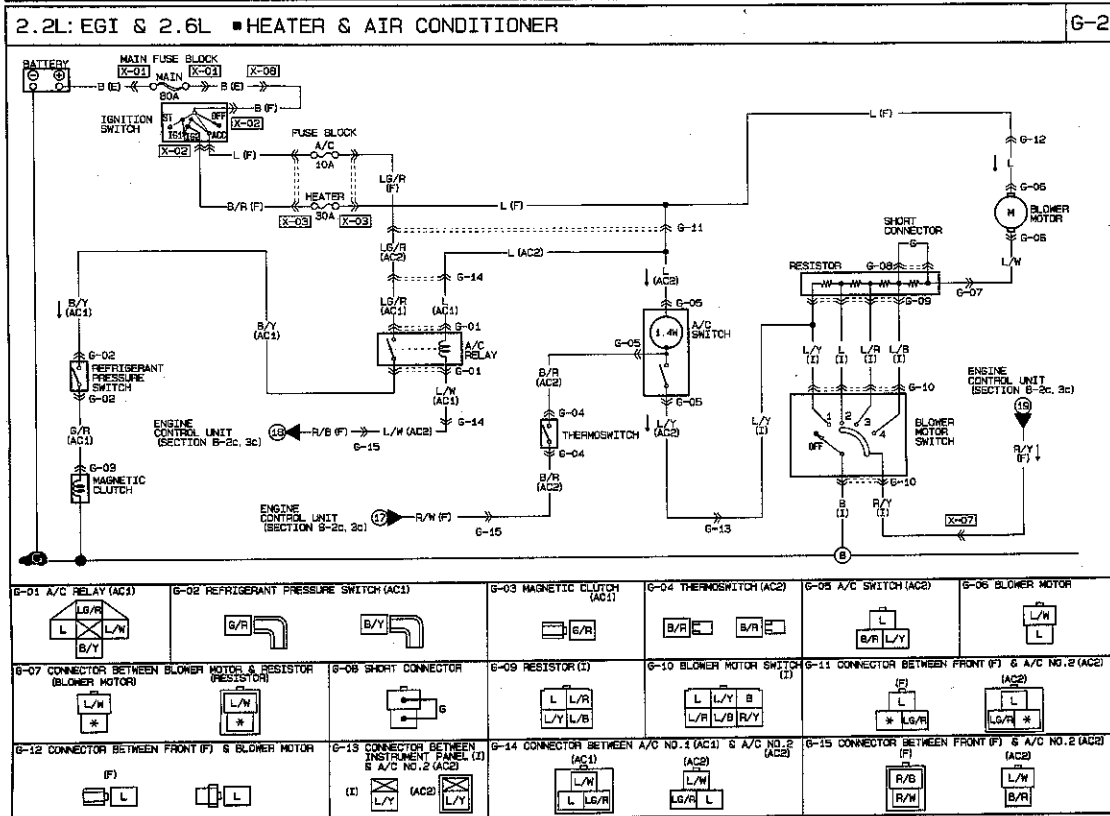 2.2L: EGI & 2.6L ■HEATER & AIR CONDITIONER
G-2
BATTERY
MAIN FUSE BLOCK
X-01
X-01
X-08
MAIN
B (E)
B (E)
80A
B (F)
IGNITION
SWITCH
ST
OFF
IG1
IG2
ACC
X-02
X-02
FUSE BLOCK
A/C
10A
L (F)
LG/R
(F)
B/R (F)
HEATER
30A
X-03
X-03
L (F)
L (F)
G-12
L
G-06
M
BLOWER
MOTOR
G-06
L/W
SHORT
CONNECTOR
G
G-11
LG/R
(AC2)
L (AC2)
G-14
RESISTOR
G-08
G-07
G-09
B/Y
(AC1)
B/Y
(AC1)
LG/R
(AC1)
L
(AC1)
G-01
A/C
RELAY
G-01
L
(AC2)
G-05
1.4W
A/C
SWITCH
G-05
G-05
G-02
REFRIGERANT
PRESSURE
SWITCH
G-02
L/W
(AC1)
G-14
B/R
(AC2)
L/Y
(I)
L
(I)
L/R
(I)
L/B
(I)
G-10
ENGINE
CONTROL UNIT
(SECTION B-2c, 3c)
19
G/R
(AC1)
ENGINE
CONTROL UNIT
(SECTION B-2c, 3c)
18
R/B (F)
L/W (AC2)
G-15
G-04
THERMOSWITCH
G-04
L/Y
(AC2)
L/Y
(I)
1
2
3
4
OFF
BLOWER
MOTOR
SWITCH
R/Y
(F)
G-03
MAGNETIC
CLUTCH
B/R
(AC2)
G-10
B
(I)
R/Y
(I)
ENGINE
CONTROL UNIT
(SECTION B-2c, 3c)
17
R/W (F)
G-15
G-13
X-07
B
G-01 A/C RELAY (AC1)
LG/R
L
L/W
B/Y
G-02 REFRIGERANT PRESSURE SWITCH (AC1)
G/R
B/Y
G-03 MAGNETIC CLUTCH
(AC1)
G/R
G-04 THERMOSWITCH (AC2)
B/R
B/R
G-05 A/C SWITCH (AC2)
L
B/R L/Y
G-06 BLOWER MOTOR
L/W
L
G-07 CONNECTOR BETWEEN BLOWER MOTOR & RESISTOR
(BLOWER MOTOR)
(RESISTOR)
L/W
*
L/W
*
G-08 SHORT CONNECTOR
G
G-09 RESISTOR (I)
L L/R
L/Y L/B
G-10 BLOWER MOTOR SWITCH
(I)
L L/Y B
L/R L/B R/Y
G-11 CONNECTOR BETWEEN FRONT (F) & A/C NO.2 (AC2)
(F)
L
* LG/R
(AC2)
L
LG/R *
G-12 CONNECTOR BETWEEN FRONT (F) & BLOWER MOTOR
(F)
L
L
G-13 CONNECTOR BETWEEN
INSTRUMENT PANEL (I)
& A/C NO.2 (AC2)
(I)
L/Y
(AC2)
L/Y
G-14 CONNECTOR BETWEEN A/C NO.1 (AC1) & A/C NO.2
(AC2)
(AC1)
L/W
L LG/R
(AC2)
L/W
LG/R L
G-15 CONNECTOR BETWEEN FRONT (F) & A/C NO.2 (AC2)
(F)
R/B
R/W
(AC2)
L/W
B/R